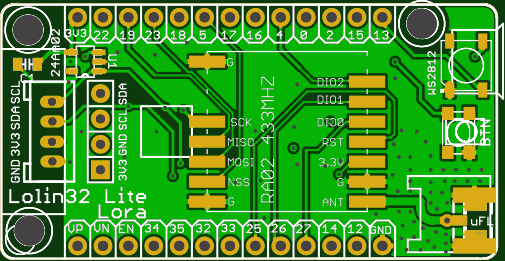 3V3 22 19 23 18 5 17 16 4 0 2 15 13
24AA02
U1
G
WS2812
DIO2
DIO1
SCK DIO0
MISO RST
MOSI 3.3V
NSS G
G ANT
RA02 433MHZ
GND 3V3 SDA SCL
3V3 GND SCL SDA
BTN
uFL
Lolin32 Lite
Lora
VP VN EN 34 35 32 33 25 26 27 14 12 GND